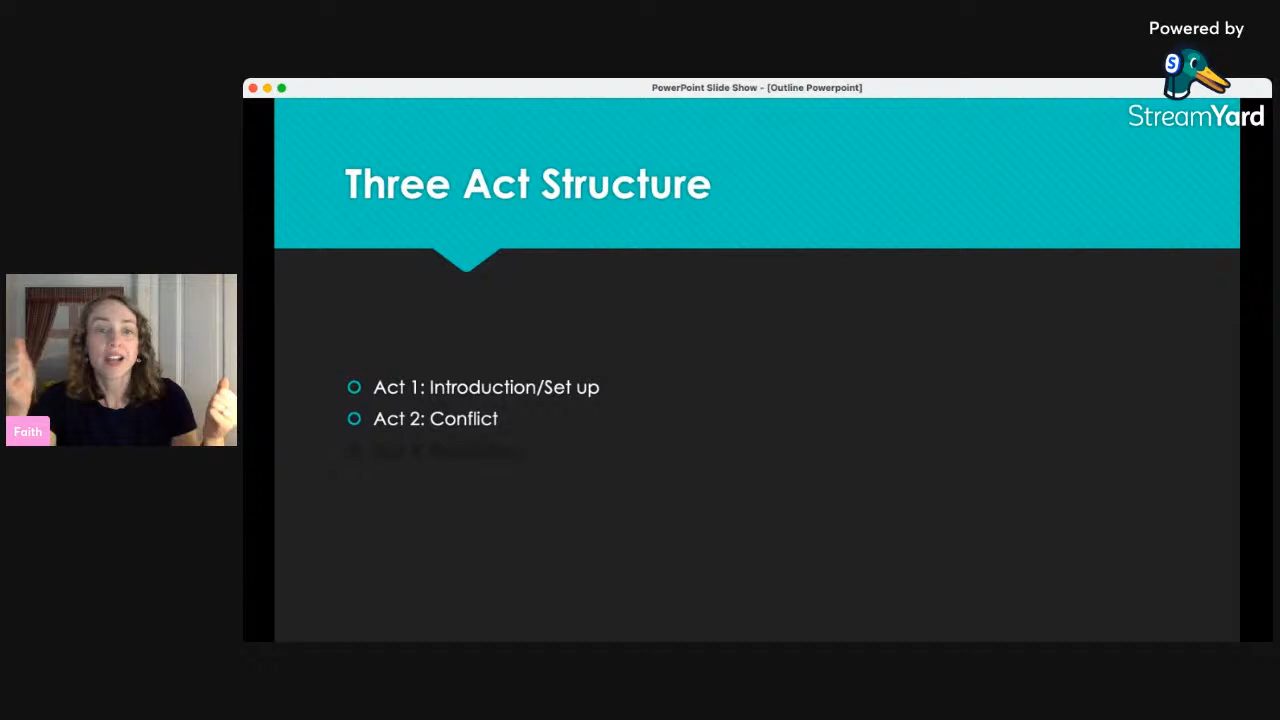 Powered by
StreamYard
PowerPoint Slide Show - [Outline Powerpoint]
Three Act Structure
Act 1: Introduction/Set up
Act 2: Conflict
Faith